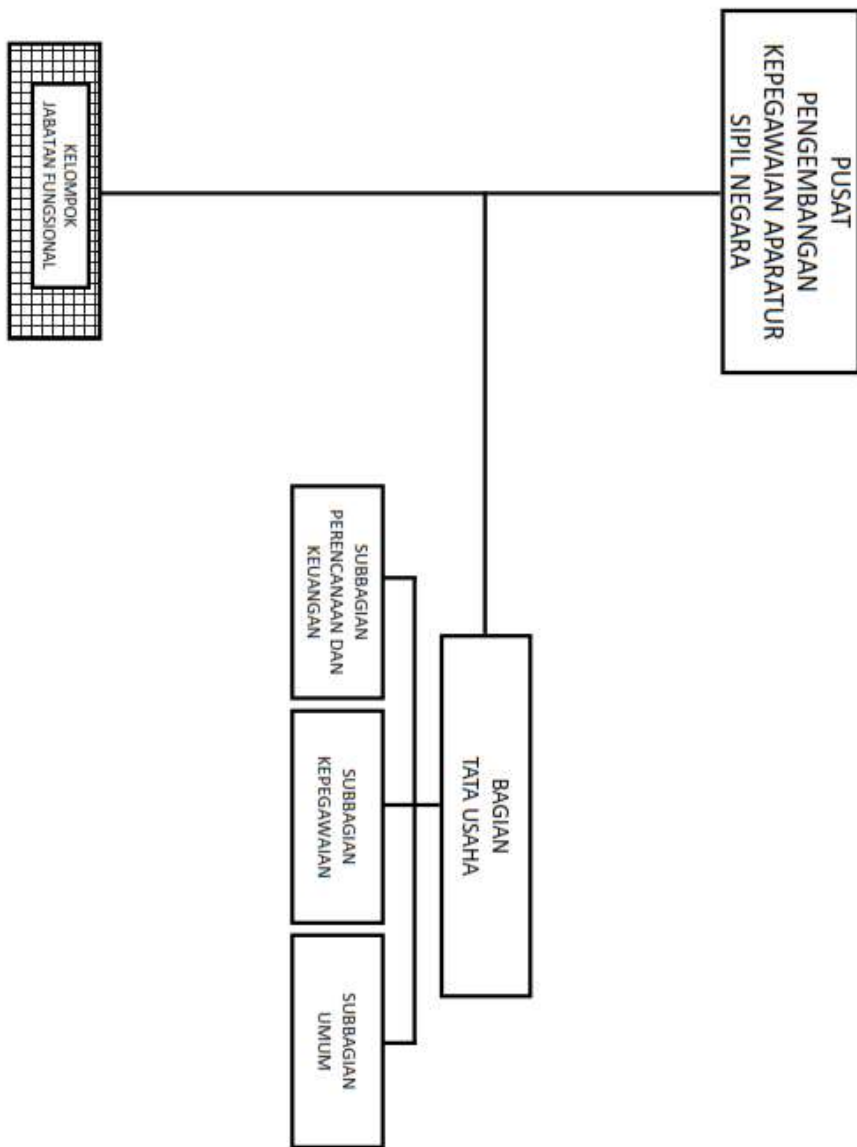 PUSAT
PENGEMBANGAN
KEPEGAWAIAN APARATUR
SIPIL NEGARA
BAGIAN
TATA USAHA
SUBBAGIAN
PERENCANAAN DAN
KEUANGAN
SUBBAGIAN
KEPEGAWAIAN
SUBBAGIAN
UMUM
KELOMPOK
JABATAN FUNGSIONAL